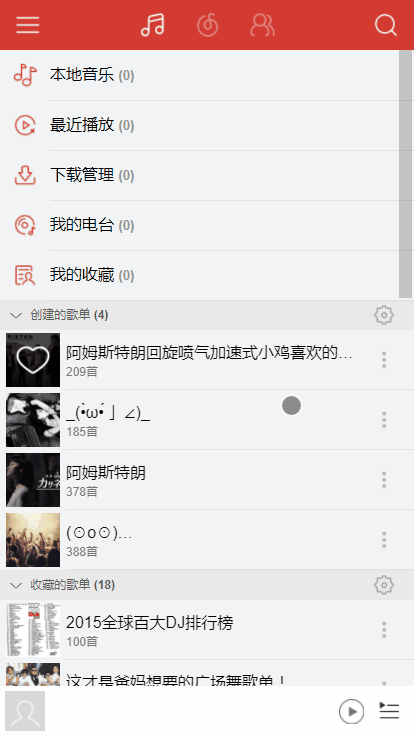 本地音乐 (0)
最近播放 (0)
下载管理 (0)
我的电台 (0)
我的收藏 (0)
创建的歌单 (4)
阿姆斯特朗回旋喷气加速式小鸡喜欢的…
209首
_(•̀ω•́ 」∠)_
185首
阿姆斯特朗
378首
(⊙o⊙)…
388首
收藏的歌单 (18)
2015全球百大DJ排行榜
100首
这才是爸妈想要的广场舞歌单！